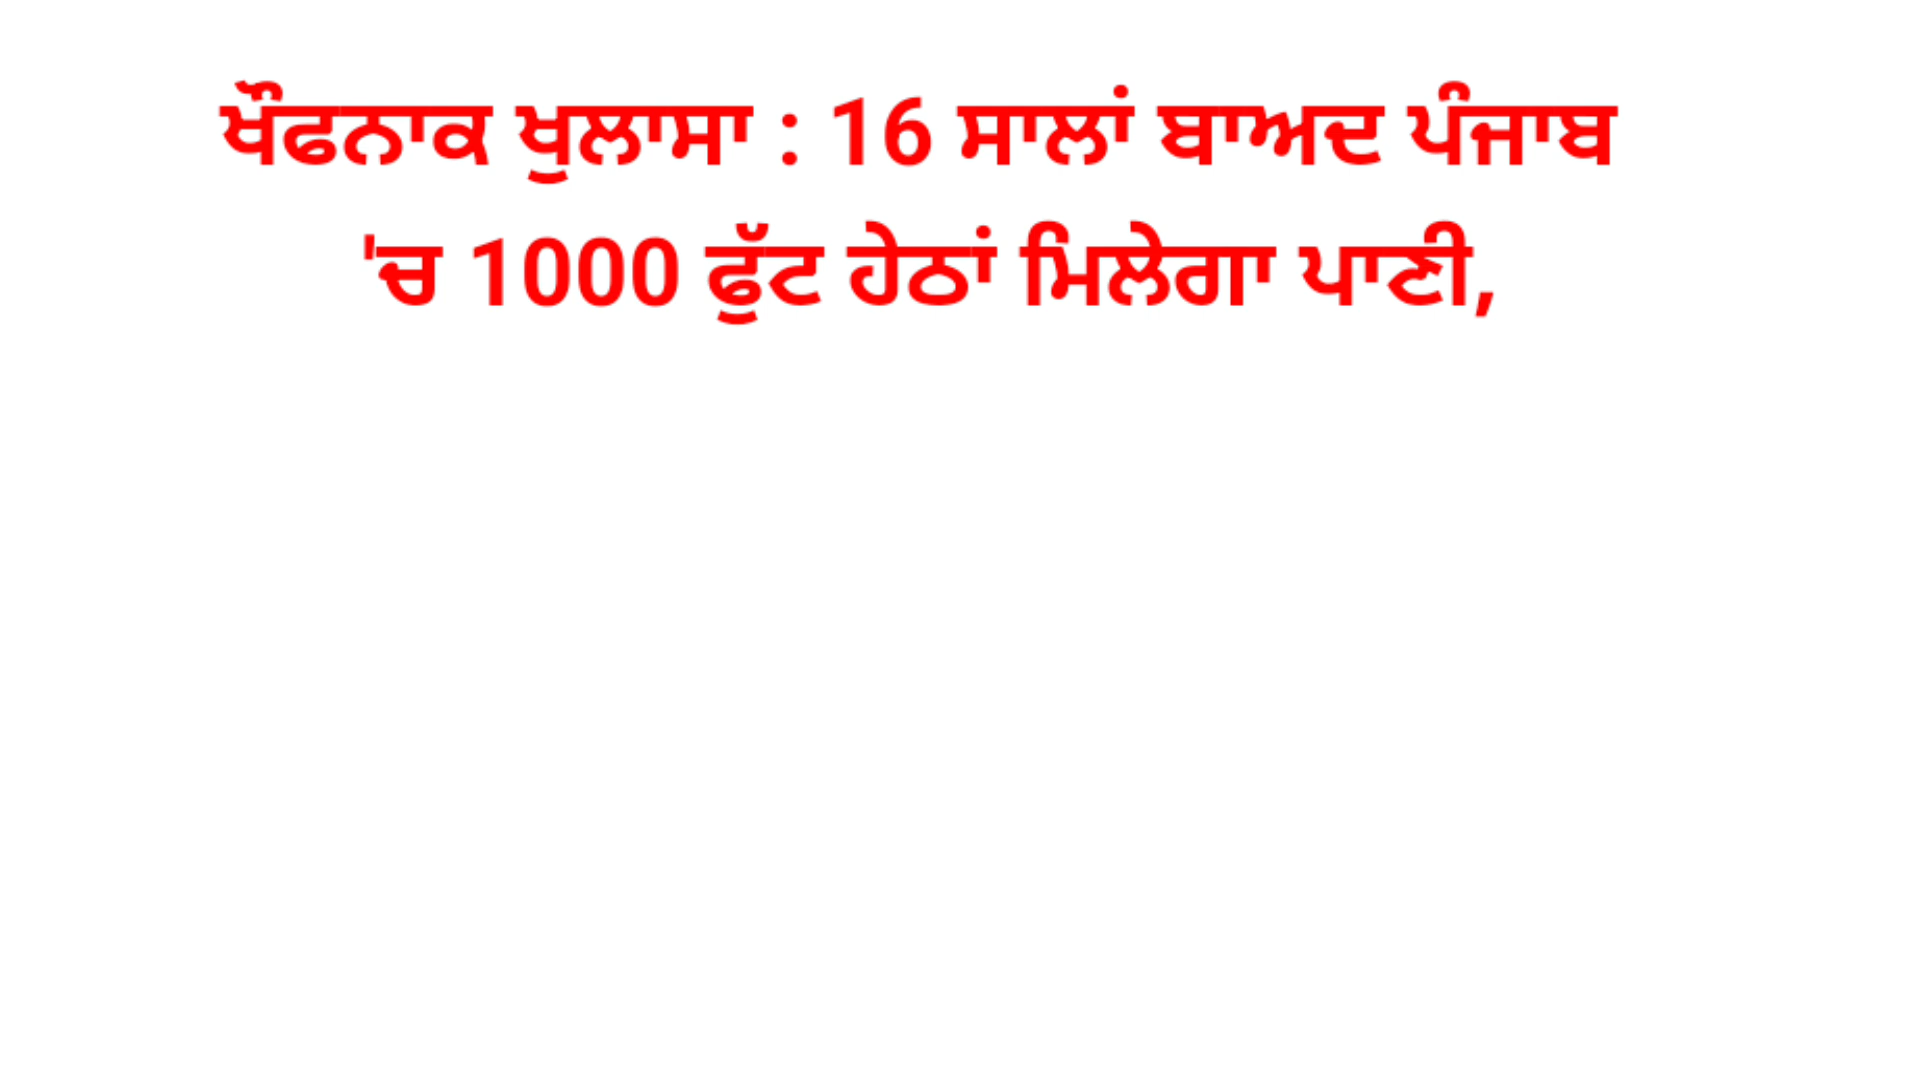 ਖੌਫਨਾਕ ਖੁਲਾਸਾ : 16 ਸਾਲਾਂ ਬਾਅਦ ਪੰਜਾਬ
'ਚ 1000 ਫੁੱਟ ਹੇਠਾਂ ਮਿਲੇਗਾ ਪਾਣੀ,